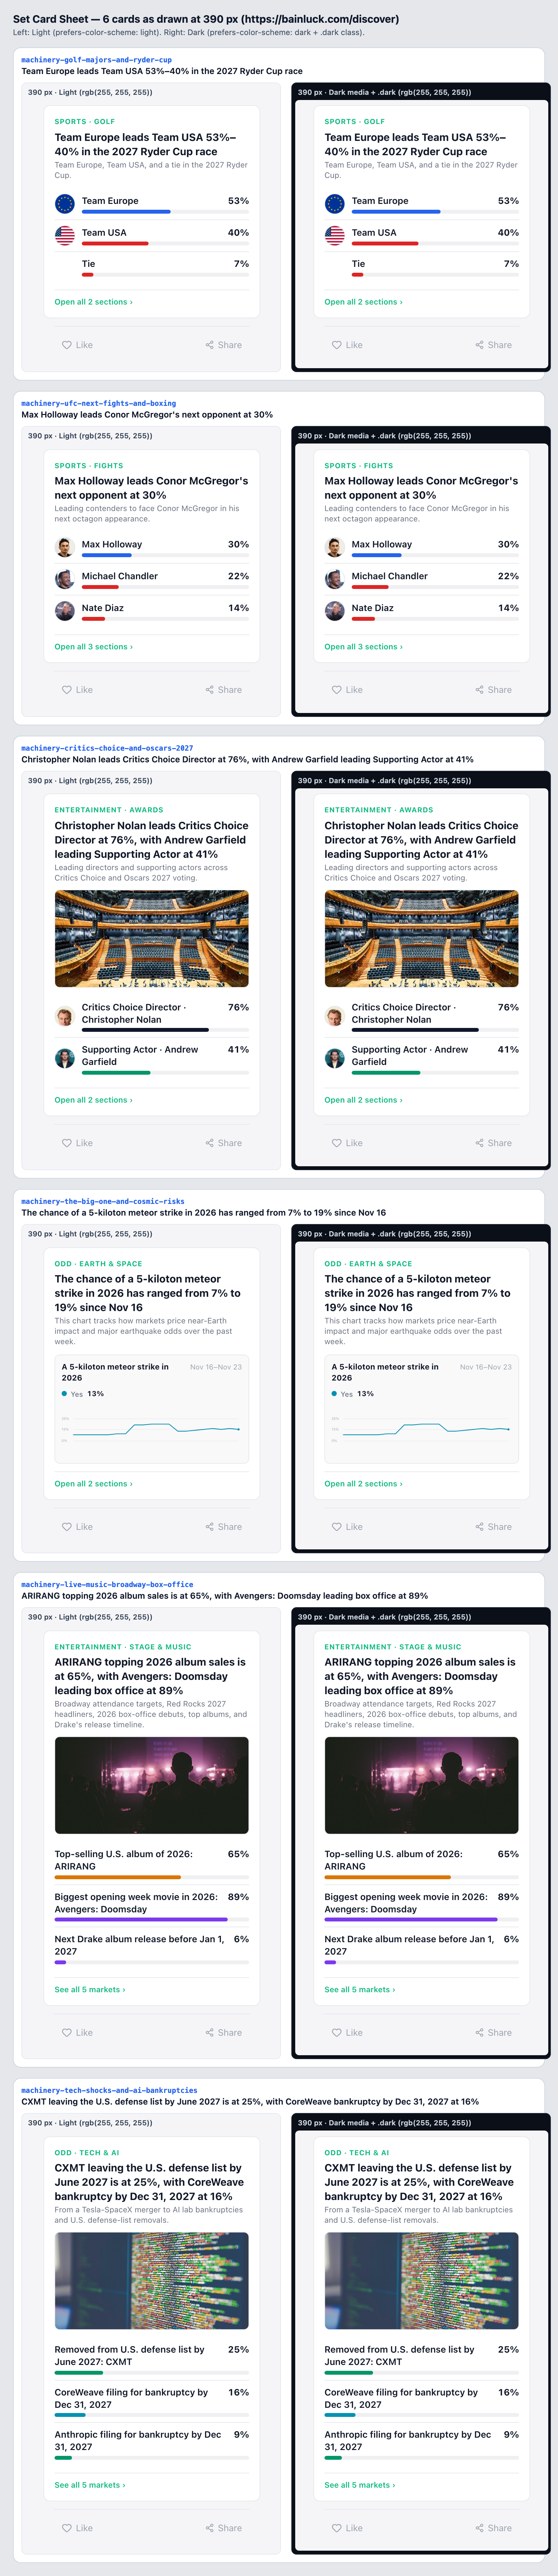 Set Card Sheet — 6 cards as drawn at 390 px (https://bainluck.com/discover)
Left: Light (prefers-color-scheme: light). Right: Dark (prefers-color-scheme: dark + .dark class).
machinery-golf-majors-and-ryder-cup
Team Europe leads Team USA 53%–40% in the 2027 Ryder Cup race
390 px · Light (rgb(255, 255, 255))
SPORTS · GOLF
Team Europe leads Team USA 53%–
40% in the 2027 Ryder Cup race
Team Europe, Team USA, and a tie in the 2027 Ryder
Cup.
Team Europe 53%
Team USA 40%
Tie 7%
Open all 2 sections ›
Like Share
390 px · Dark media + .dark (rgb(255, 255, 255))
SPORTS · GOLF
Team Europe leads Team USA 53%–
40% in the 2027 Ryder Cup race
Team Europe, Team USA, and a tie in the 2027 Ryder
Cup.
Team Europe 53%
Team USA 40%
Tie 7%
Open all 2 sections ›
Like Share
machinery-ufc-next-fights-and-boxing
Max Holloway leads Conor McGregor's next opponent at 30%
390 px · Light (rgb(255, 255, 255))
SPORTS · FIGHTS
Max Holloway leads Conor McGregor's
next opponent at 30%
Leading contenders to face Conor McGregor in his
next octagon appearance.
Max Holloway 30%
Michael Chandler 22%
Nate Diaz 14%
Open all 3 sections ›
Like Share
390 px · Dark media + .dark (rgb(255, 255, 255))
SPORTS · FIGHTS
Max Holloway leads Conor McGregor's
next opponent at 30%
Leading contenders to face Conor McGregor in his
next octagon appearance.
Max Holloway 30%
Michael Chandler 22%
Nate Diaz 14%
Open all 3 sections ›
Like Share
machinery-critics-choice-and-oscars-2027
Christopher Nolan leads Critics Choice Director at 76%, with Andrew Garfield leading Supporting Actor at 41%
390 px · Light (rgb(255, 255, 255))
ENTERTAINMENT · AWARDS
Christopher Nolan leads Critics Choice
Director at 76%, with Andrew Garfield
leading Supporting Actor at 41%
Leading directors and supporting actors across
Critics Choice and Oscars 2027 voting.
Critics Choice Director · 76%
Christopher Nolan
Supporting Actor · Andrew 41%
Garfield
Open all 2 sections ›
Like Share
390 px · Dark media + .dark (rgb(255, 255, 255))
ENTERTAINMENT · AWARDS
Christopher Nolan leads Critics Choice
Director at 76%, with Andrew Garfield
leading Supporting Actor at 41%
Leading directors and supporting actors across
Critics Choice and Oscars 2027 voting.
Critics Choice Director · 76%
Christopher Nolan
Supporting Actor · Andrew 41%
Garfield
Open all 2 sections ›
Like Share
machinery-the-big-one-and-cosmic-risks
The chance of a 5-kiloton meteor strike in 2026 has ranged from 7% to 19% since Nov 16
390 px · Light (rgb(255, 255, 255))
ODD · EARTH & SPACE
The chance of a 5-kiloton meteor
strike in 2026 has ranged from 7% to
19% since Nov 16
This chart tracks how markets price near-Earth
impact and major earthquake odds over the past
week.
A 5-kiloton meteor strike in Nov 16–Nov 23
2026
Yes 13%
Open all 2 sections ›
Like Share
390 px · Dark media + .dark (rgb(255, 255, 255))
ODD · EARTH & SPACE
The chance of a 5-kiloton meteor
strike in 2026 has ranged from 7% to
19% since Nov 16
This chart tracks how markets price near-Earth
impact and major earthquake odds over the past
week.
A 5-kiloton meteor strike in Nov 16–Nov 23
2026
Yes 13%
Open all 2 sections ›
Like Share
machinery-live-music-broadway-box-office
ARIRANG topping 2026 album sales is at 65%, with Avengers: Doomsday leading box office at 89%
390 px · Light (rgb(255, 255, 255))
ENTERTAINMENT · STAGE & MUSIC
ARIRANG topping 2026 album sales is
at 65%, with Avengers: Doomsday
leading box office at 89%
Broadway attendance targets, Red Rocks 2027
headliners, 2026 box-office debuts, top albums, and
Drake's release timeline.
Top-selling U.S. album of 2026: 65%
ARIRANG
Biggest opening week movie in 2026: 89%
Avengers: Doomsday
Next Drake album release before Jan 1, 6%
2027
See all 5 markets ›
Like Share
390 px · Dark media + .dark (rgb(255, 255, 255))
ENTERTAINMENT · STAGE & MUSIC
ARIRANG topping 2026 album sales is
at 65%, with Avengers: Doomsday
leading box office at 89%
Broadway attendance targets, Red Rocks 2027
headliners, 2026 box-office debuts, top albums, and
Drake's release timeline.
Top-selling U.S. album of 2026: 65%
ARIRANG
Biggest opening week movie in 2026: 89%
Avengers: Doomsday
Next Drake album release before Jan 1, 6%
2027
See all 5 markets ›
Like Share
machinery-tech-shocks-and-ai-bankruptcies
CXMT leaving the U.S. defense list by June 2027 is at 25%, with CoreWeave bankruptcy by Dec 31, 2027 at 16%
390 px · Light (rgb(255, 255, 255))
ODD · TECH & AI
CXMT leaving the U.S. defense list by
June 2027 is at 25%, with CoreWeave
bankruptcy by Dec 31, 2027 at 16%
From a Tesla-SpaceX merger to AI lab bankruptcies
and U.S. defense-list removals.
Removed from U.S. defense list by 25%
June 2027: CXMT
CoreWeave filing for bankruptcy by 16%
Dec 31, 2027
Anthropic filing for bankruptcy by Dec 9%
31, 2027
See all 5 markets ›
Like Share
390 px · Dark media + .dark (rgb(255, 255, 255))
ODD · TECH & AI
CXMT leaving the U.S. defense list by
June 2027 is at 25%, with CoreWeave
bankruptcy by Dec 31, 2027 at 16%
From a Tesla-SpaceX merger to AI lab bankruptcies
and U.S. defense-list removals.
Removed from U.S. defense list by 25%
June 2027: CXMT
CoreWeave filing for bankruptcy by 16%
Dec 31, 2027
Anthropic filing for bankruptcy by Dec 9%
31, 2027
See all 5 markets ›
Like Share